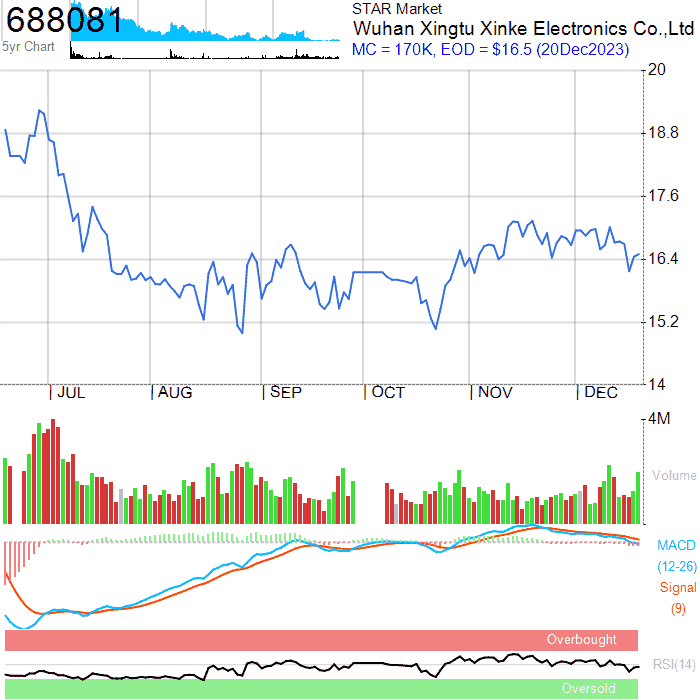 688081
5yr Chart
STAR Market
Wuhan Xingtu Xinke Electronics Co.,Ltd
MC = 170K, EOD = $16.5 (20Dec2023)
20
18.8
17.6
16.4
15.2
14
JUL AUG SEP OCT NOV DEC
4M
Volume
MACD
(12-26)
Signal
(9)
Overbought
RSI(14)
Oversold